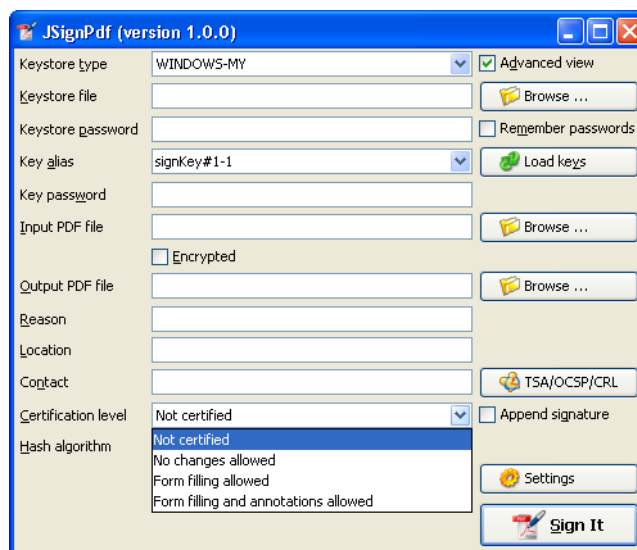 JSignPdf (version 1.0.0)
Keystore type WINDOWS-MY Advanced view
Keystore file Browse ...
Keystore password Remember passwords
Key alias signKey#1-1 Load keys
Key password
Input PDF file Browse ...
Encrypted
Output PDF file Browse ...
Reason
Location
Contact TSA/OCSP/CRL
Certification level Not certified Append signature
Hash algorithm Not certified
No changes allowed
Form filling allowed Settings
Form filling and annotations allowed
Sign It